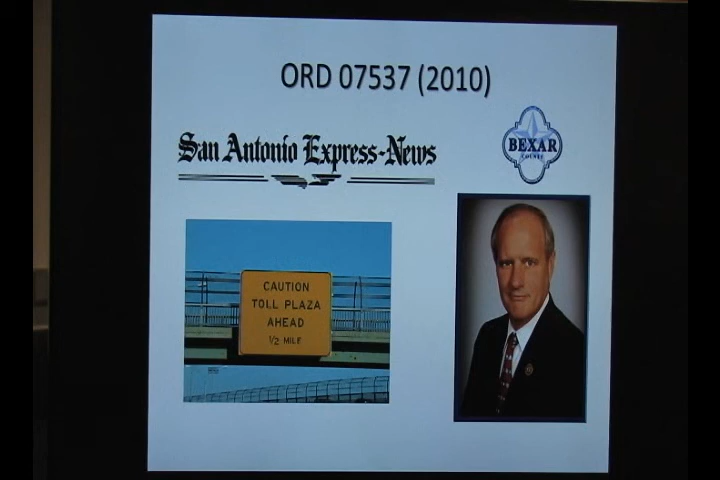 ORD 07537 (2010)
San Antonio Express-News
BEXAR
COUNTY
CAUTION
TOLL PLAZA
AHEAD
1/2 MILE